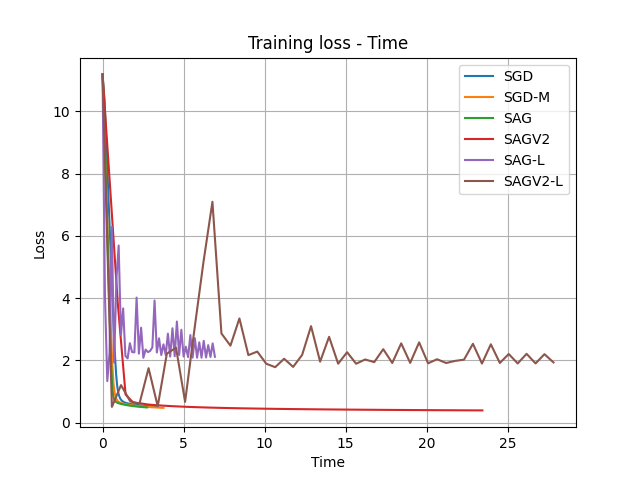 Training loss - Time
SGD
SGD-M
SAG
SAGV2
SAG-L
SAGV2-L
10
8
6
4
2
0
Loss
0
5
10
15
20
25
Time